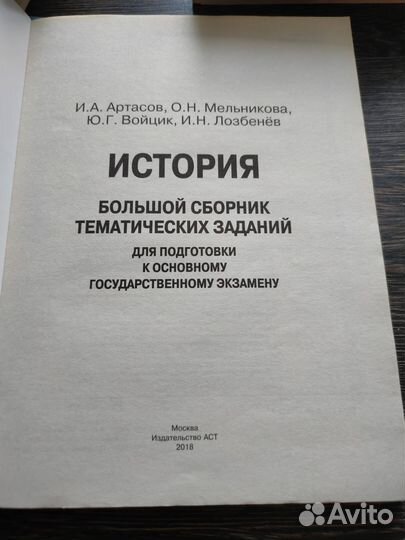 И.А. Артасов, О.Н. Мельникова,
Ю.Г. Войцик, И.Н. Лозбенёв
ИСТОРИЯ
БОЛЬШОЙ СБОРНИК
ТЕМАТИЧЕСКИХ ЗАДАНИЙ
ДЛЯ ПОДГОТОВКИ
К ОСНОВНОМУ
ГОСУДАРСТВЕННОМУ ЭКЗАМЕНУ
Москва
Издательство АСТ
2018
Avito